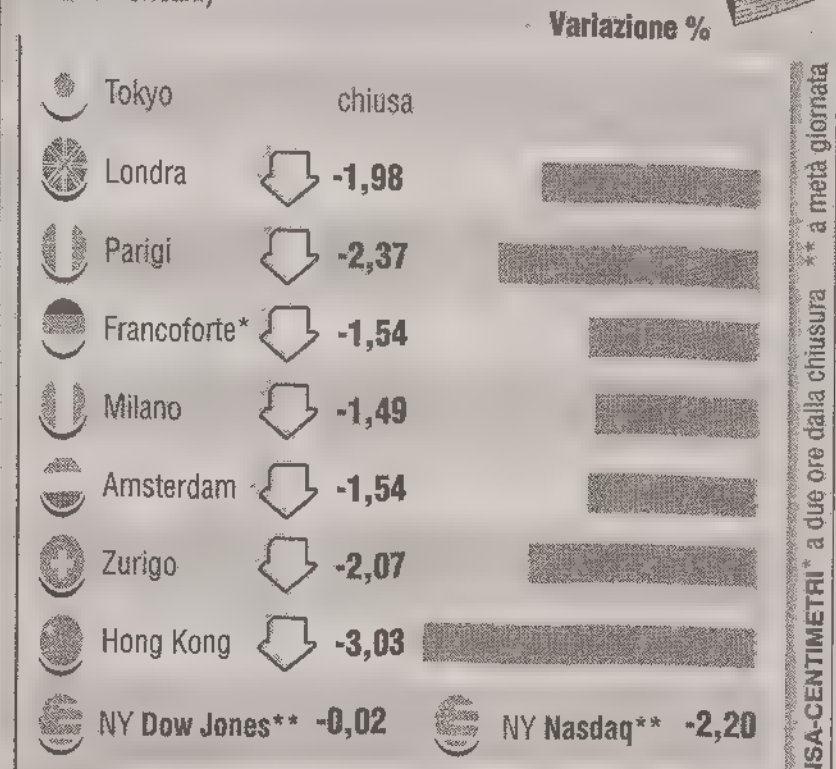 Variazione %
Tokyo chiusa
Londra -1,98
Parigi -2,37
Francoforte* -1,54
Milano -1,49
Amsterdam -1,54
Zurigo -2,07
Hong Kong -3,03
NY Dow Jones** -0,02 NY Nasdaq** -2,20
NSA-CENTIMETRI* a due ore dalla chiusura ** a metà giornata